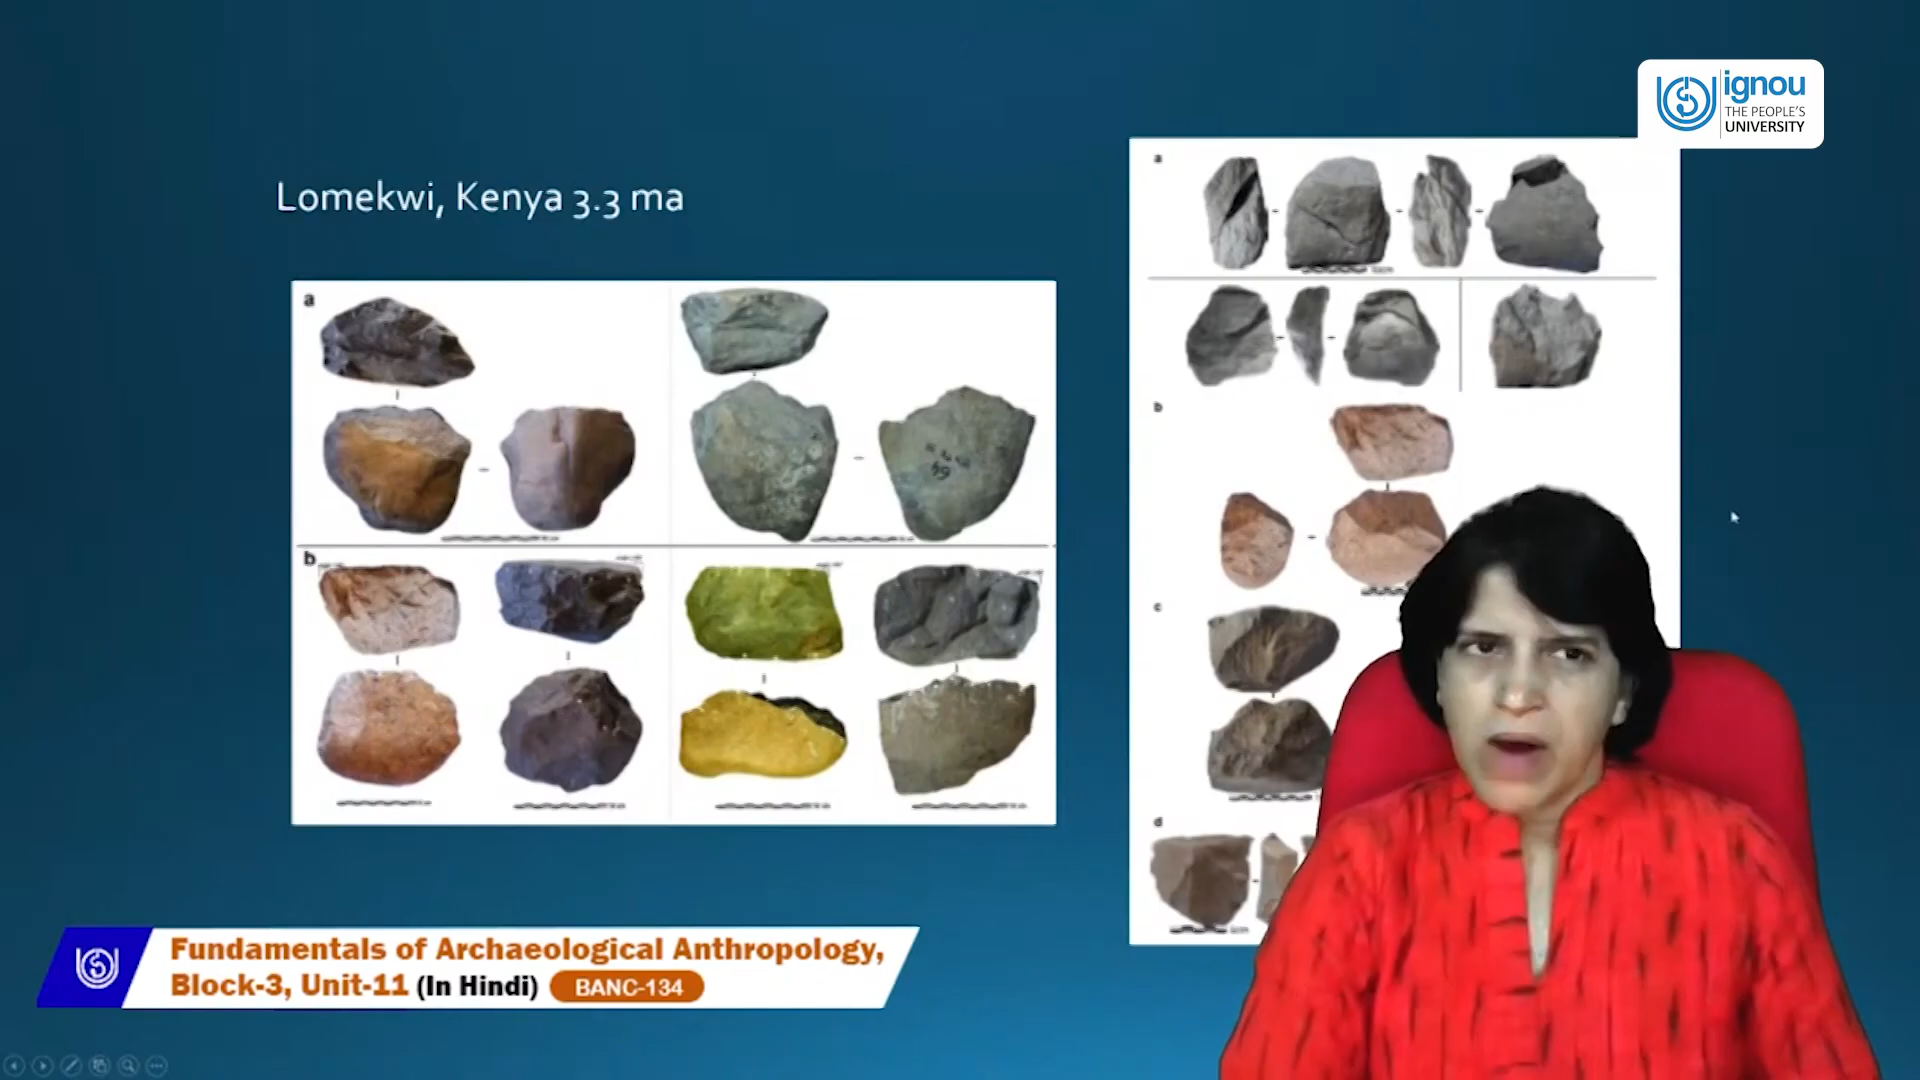 ignou
THE PEOPLE'S
UNIVERSITY
Lomekwi, Kenya 3.3 ma
a
b
a
b
c
d
49
Fundamentals of Archaeological Anthropology,
Block-3, Unit-11 (In Hindi) BANC-134